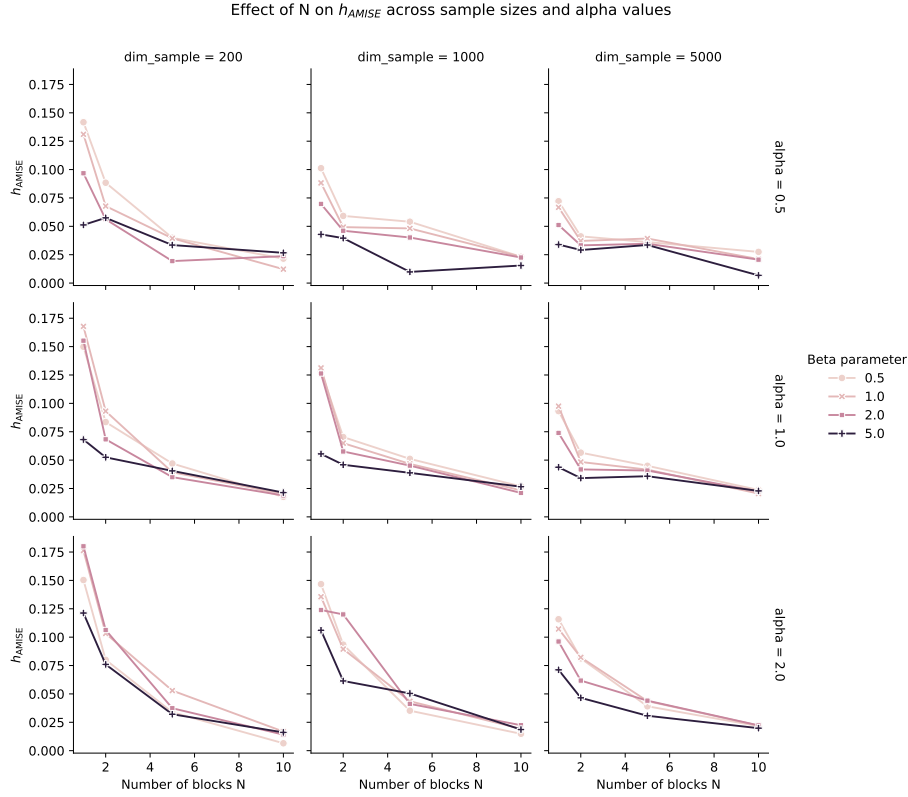 Effect of N on h_AMISE across sample sizes and alpha values
dim_sample = 200
dim_sample = 1000
dim_sample = 5000
0.175
0.150
0.125
0.100
0.075
0.050
0.025
0.000
h_AMISE
alpha = 0.5
0.175
0.150
0.125
0.100
0.075
0.050
0.025
0.000
h_AMISE
alpha = 1.0
Beta parameter
0.5
1.0
2.0
5.0
0.175
0.150
0.125
0.100
0.075
0.050
0.025
0.000
h_AMISE
alpha = 2.0
2 4 6 8 10
2 4 6 8 10
2 4 6 8 10
Number of blocks N
Number of blocks N
Number of blocks N